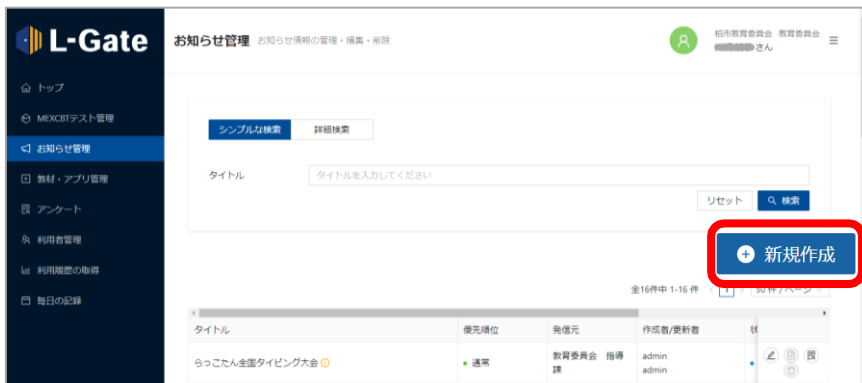 L-Gate
お知らせ管理 お知らせ情報の管理・編集・削除
柏市教育委員会 教育委員会
さん
トップ
MEXCBTテスト管理
お知らせ管理
教材・アプリ管理
アンケート
利用者管理
利用履歴の取得
毎日の記録
シンプルな検索 詳細検索
タイトル タイトルを入力してください
リセット 検索
新規作成
全16件中 1-16 件 1 50 件 / ページ
タイトル 優先順位 発信元 作成者/更新者 状
らっこたん全国タイピング大会 通常 教育委員会 指導課 admin
admin